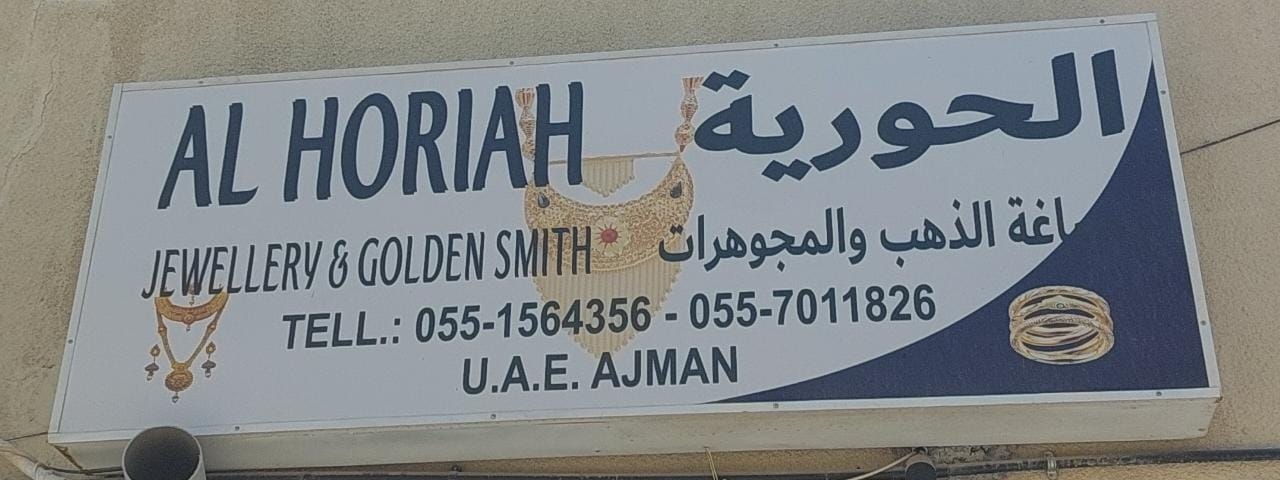 AL HORIAH
الحورية
JEWELLERY & GOLDEN SMITH
الذهب والمجوهرات
TELL.: 055-1564356 - 055-7011826
U.A.E. AJMAN